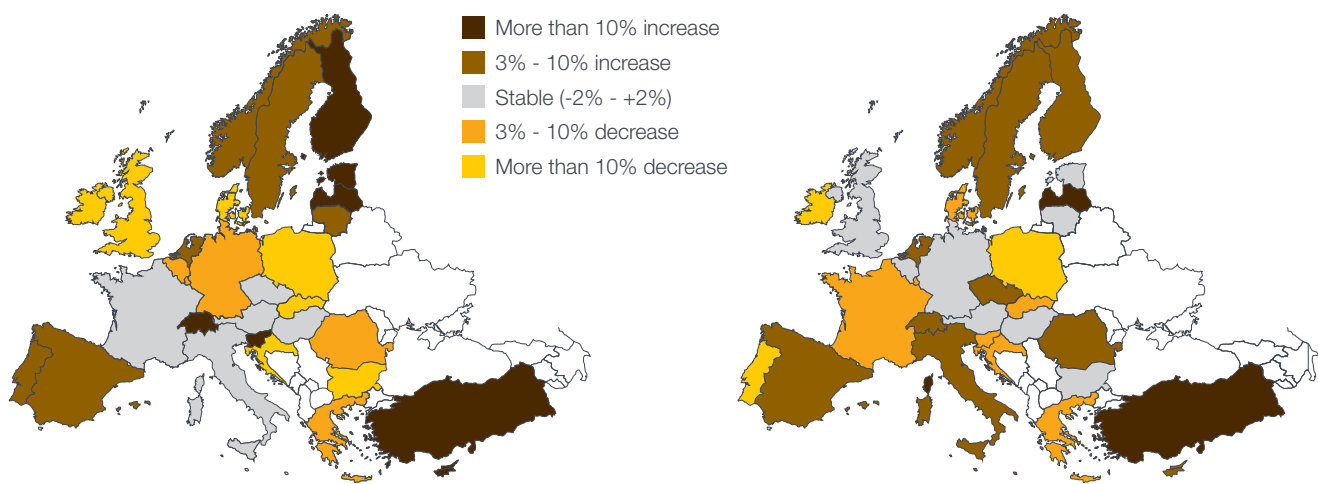 More than 10% increase
3% - 10% increase
Stable (-2% - +2%)
3% - 10% decrease
More than 10% decrease